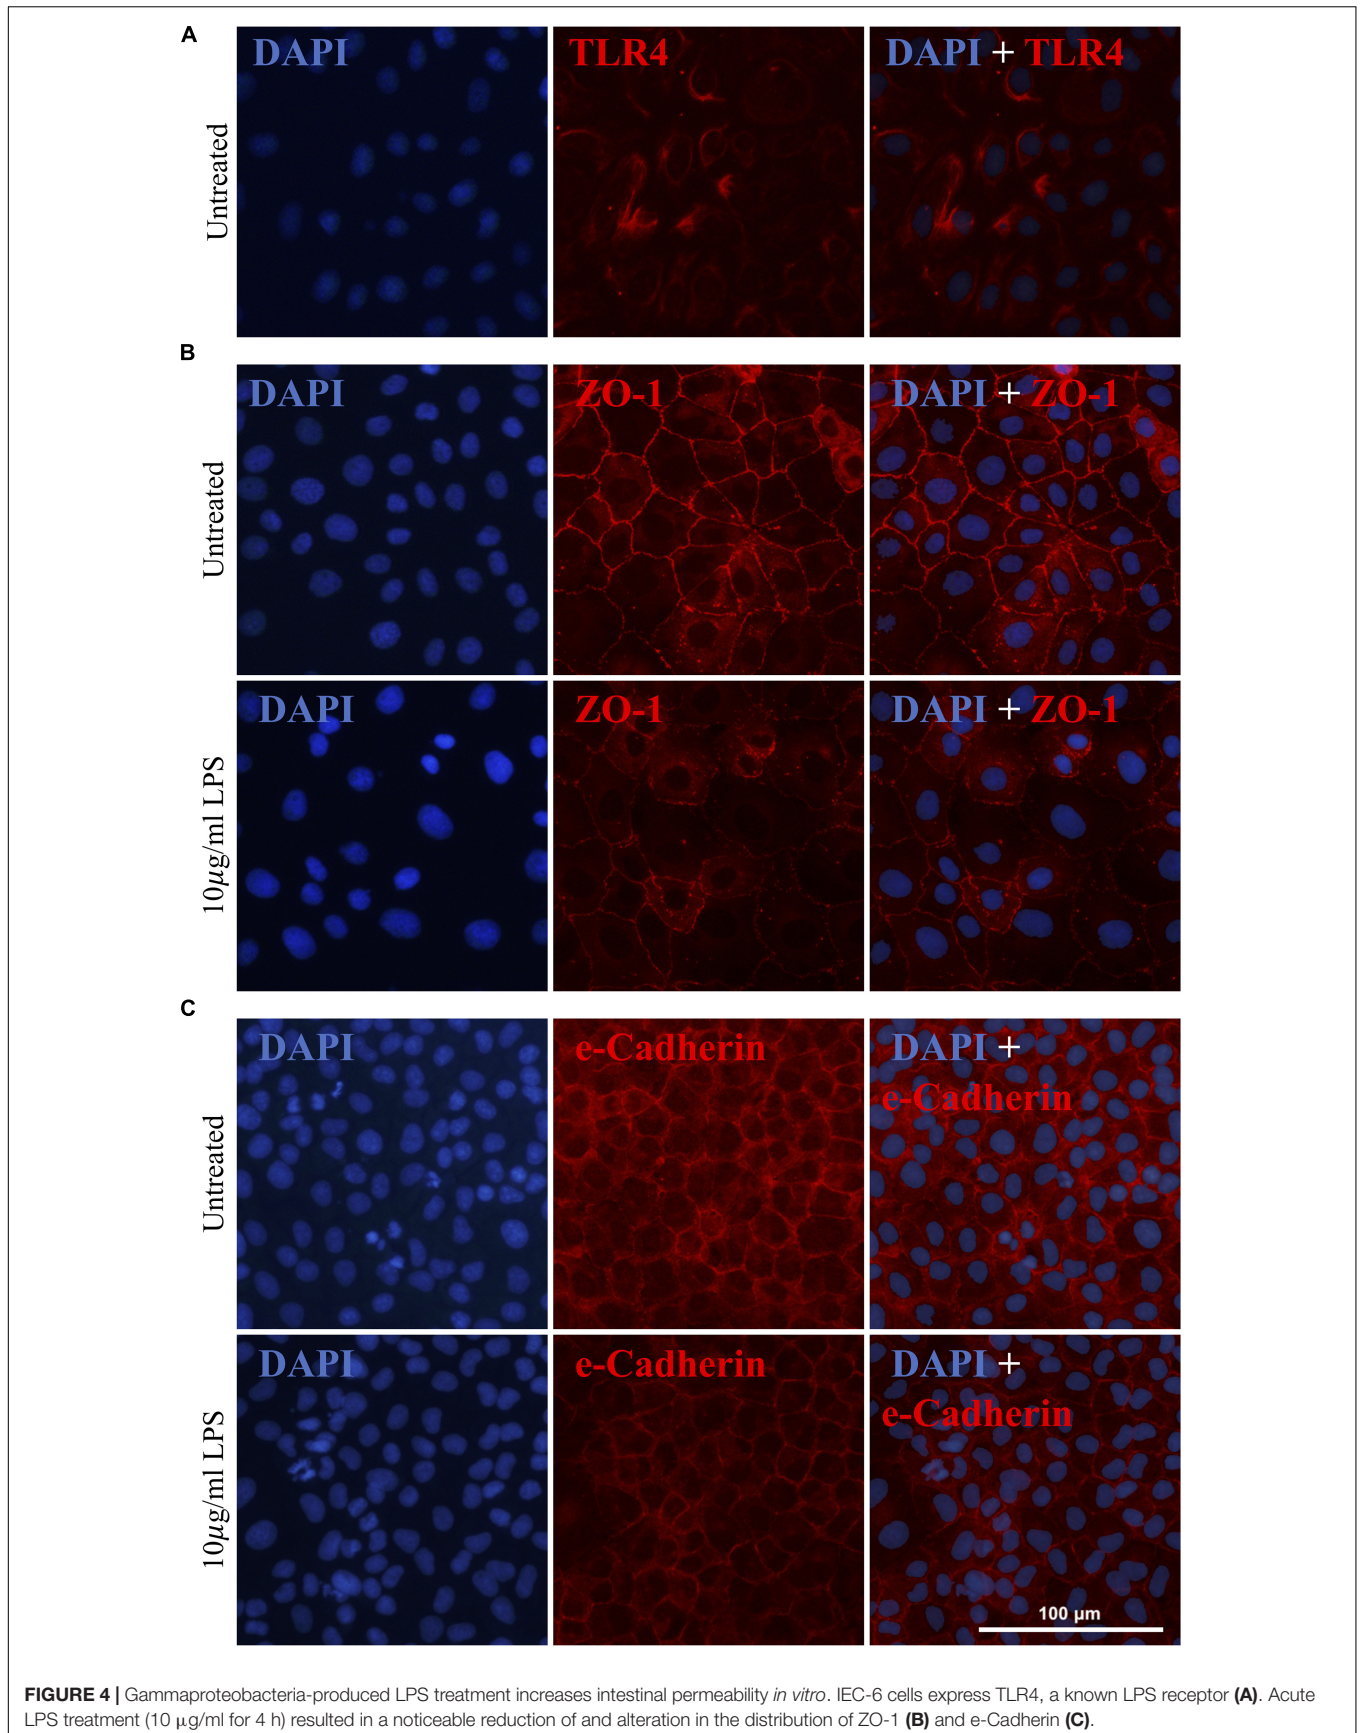 A
DAPI
TLR4
DAPI + TLR4
Untreated
B
DAPI
ZO-1
DAPI + ZO-1
Untreated
DAPI
ZO-1
DAPI + ZO-1
10μg/ml LPS
C
DAPI
e-Cadherin
DAPI +
e-Cadherin
Untreated
DAPI
e-Cadherin
DAPI +
e-Cadherin
10μg/ml LPS
100 μm
FIGURE 4 | Gammaproteobacteria-produced LPS treatment increases intestinal permeability in vitro. IEC-6 cells express TLR4, a known LPS receptor (A). Acute
LPS treatment (10 μg/ml for 4 h) resulted in a noticeable reduction of and alteration in the distribution of ZO-1 (B) and e-Cadherin (C).